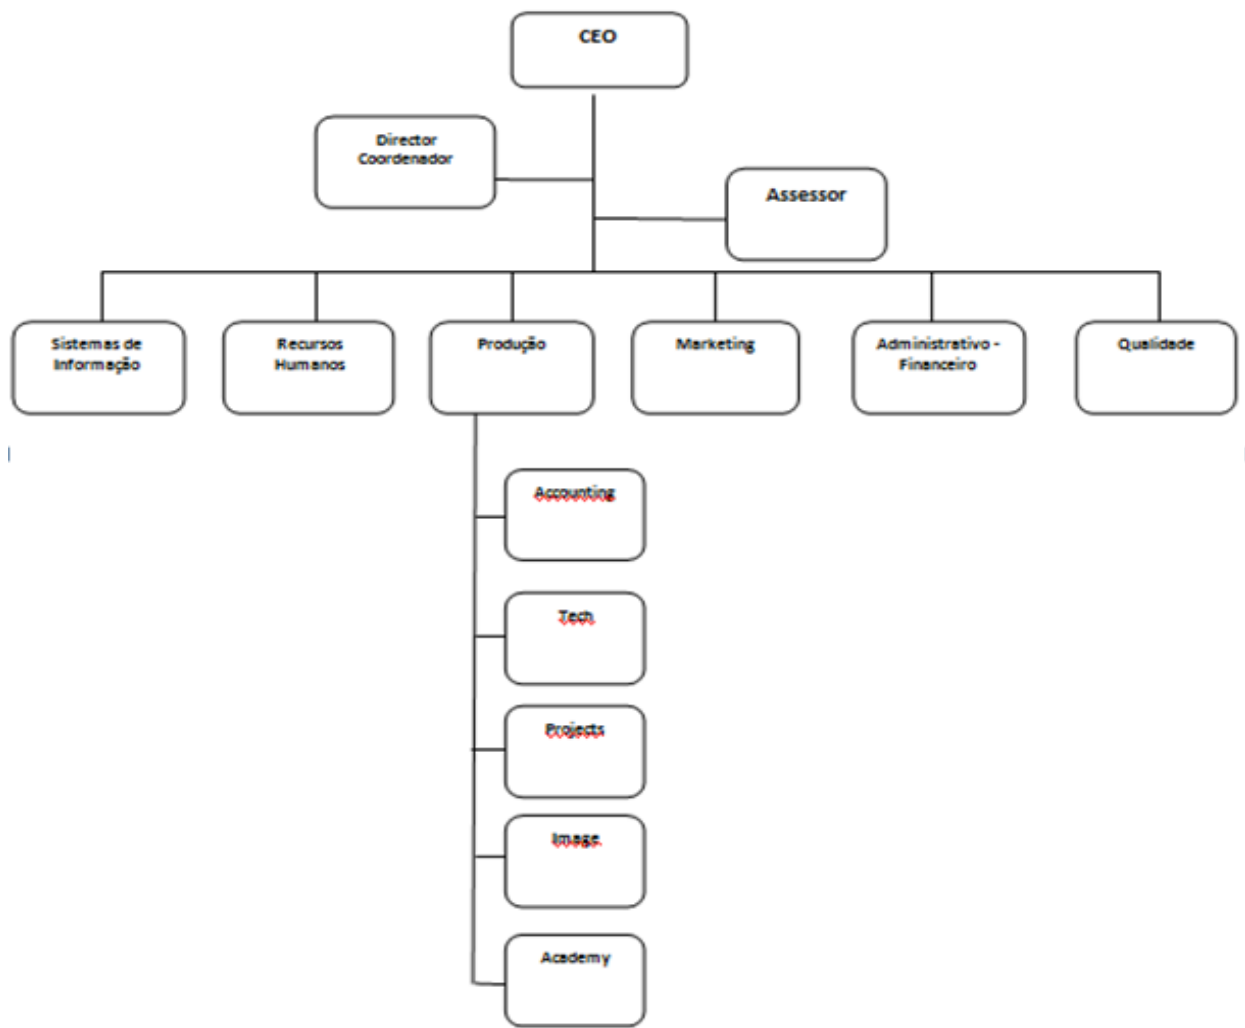 CEO
Director
Coordenador
Assessor
Sistemas de
Informação
Recursos
Humanos
Produção
Marketing
Administrativo -
Financeiro
Qualidade
Accounting
Tech
Projects
Image
Academy